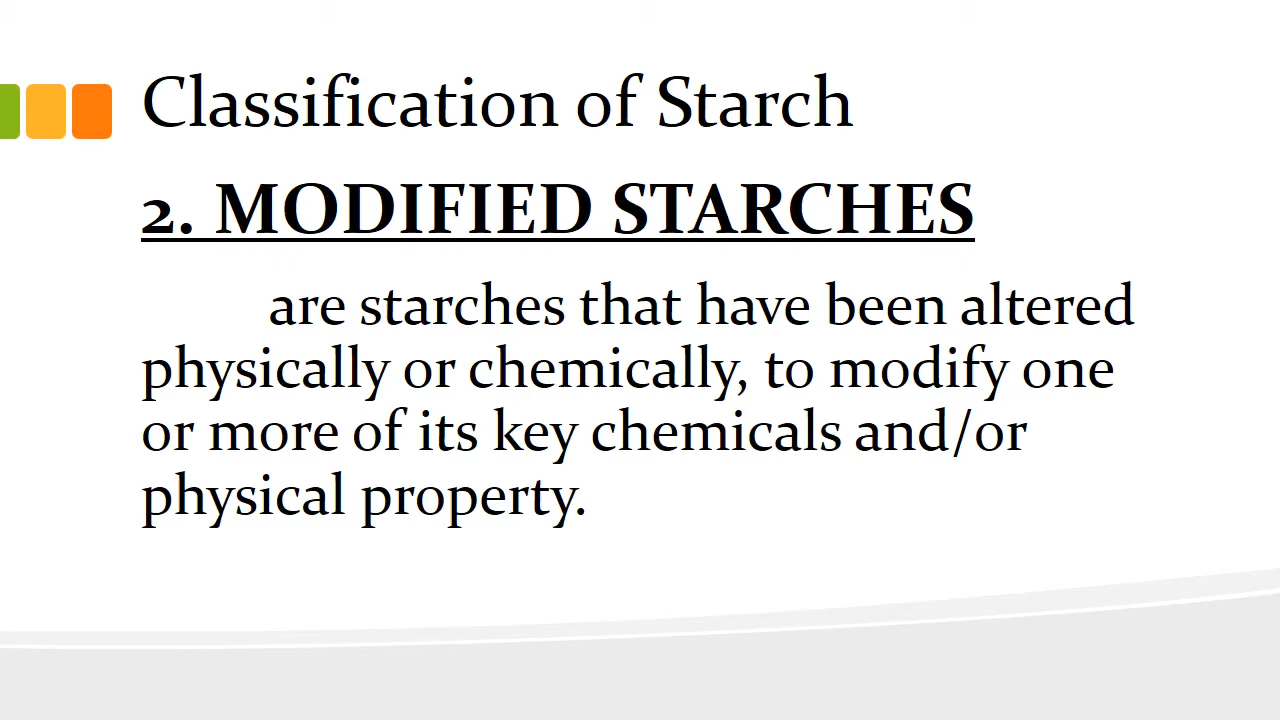 Classification of Starch
2. MODIFIED STARCHES
are starches that have been altered
physically or chemically, to modify one
or more of its key chemicals and/or
physical property.